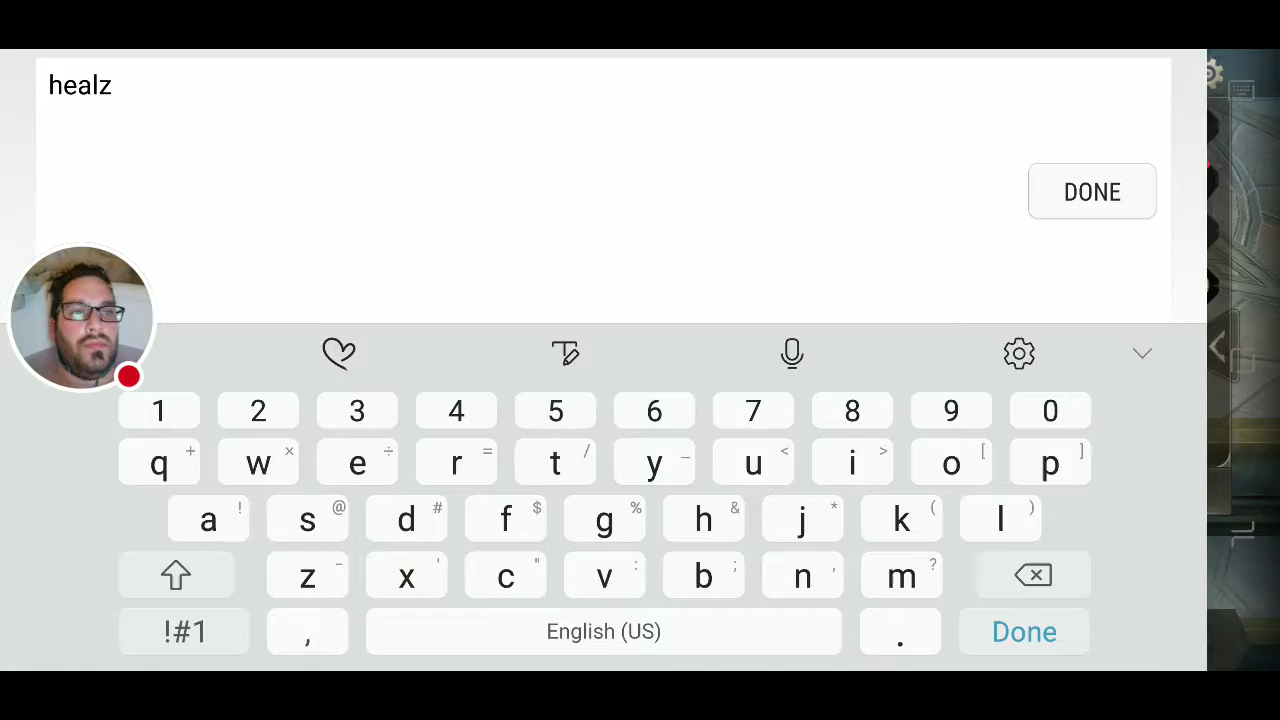 healz
DONE
1 2 3 4 5 6 7 8 9 0
q + w × e ÷ r = t / y _ u < i > o [ p ]
a ! s @ d # f $ g % h & j * k ( l )
z - x ' c " v : b ; n , m ?
!#1 , English (US) . Done